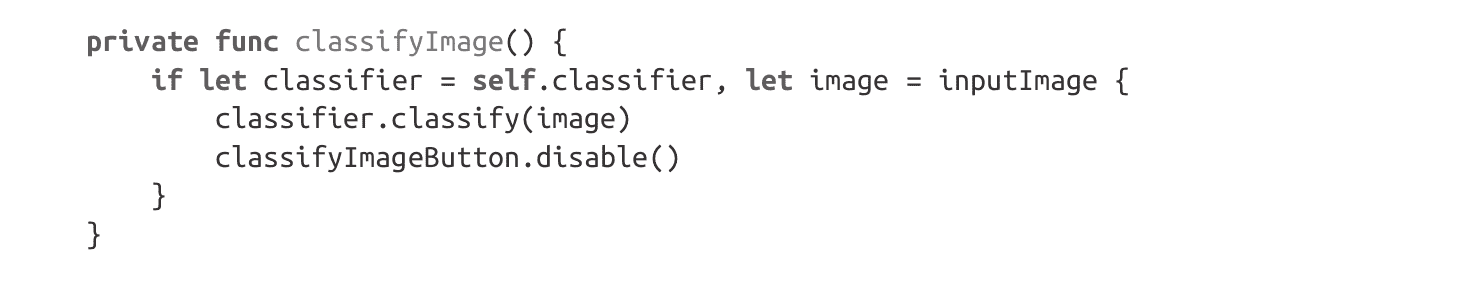 private func classifyImage() {
    if let classifier = self.classifier, let image = inputImage {
        classifier.classify(image)
        classifyImageButton.disable()
    }
}